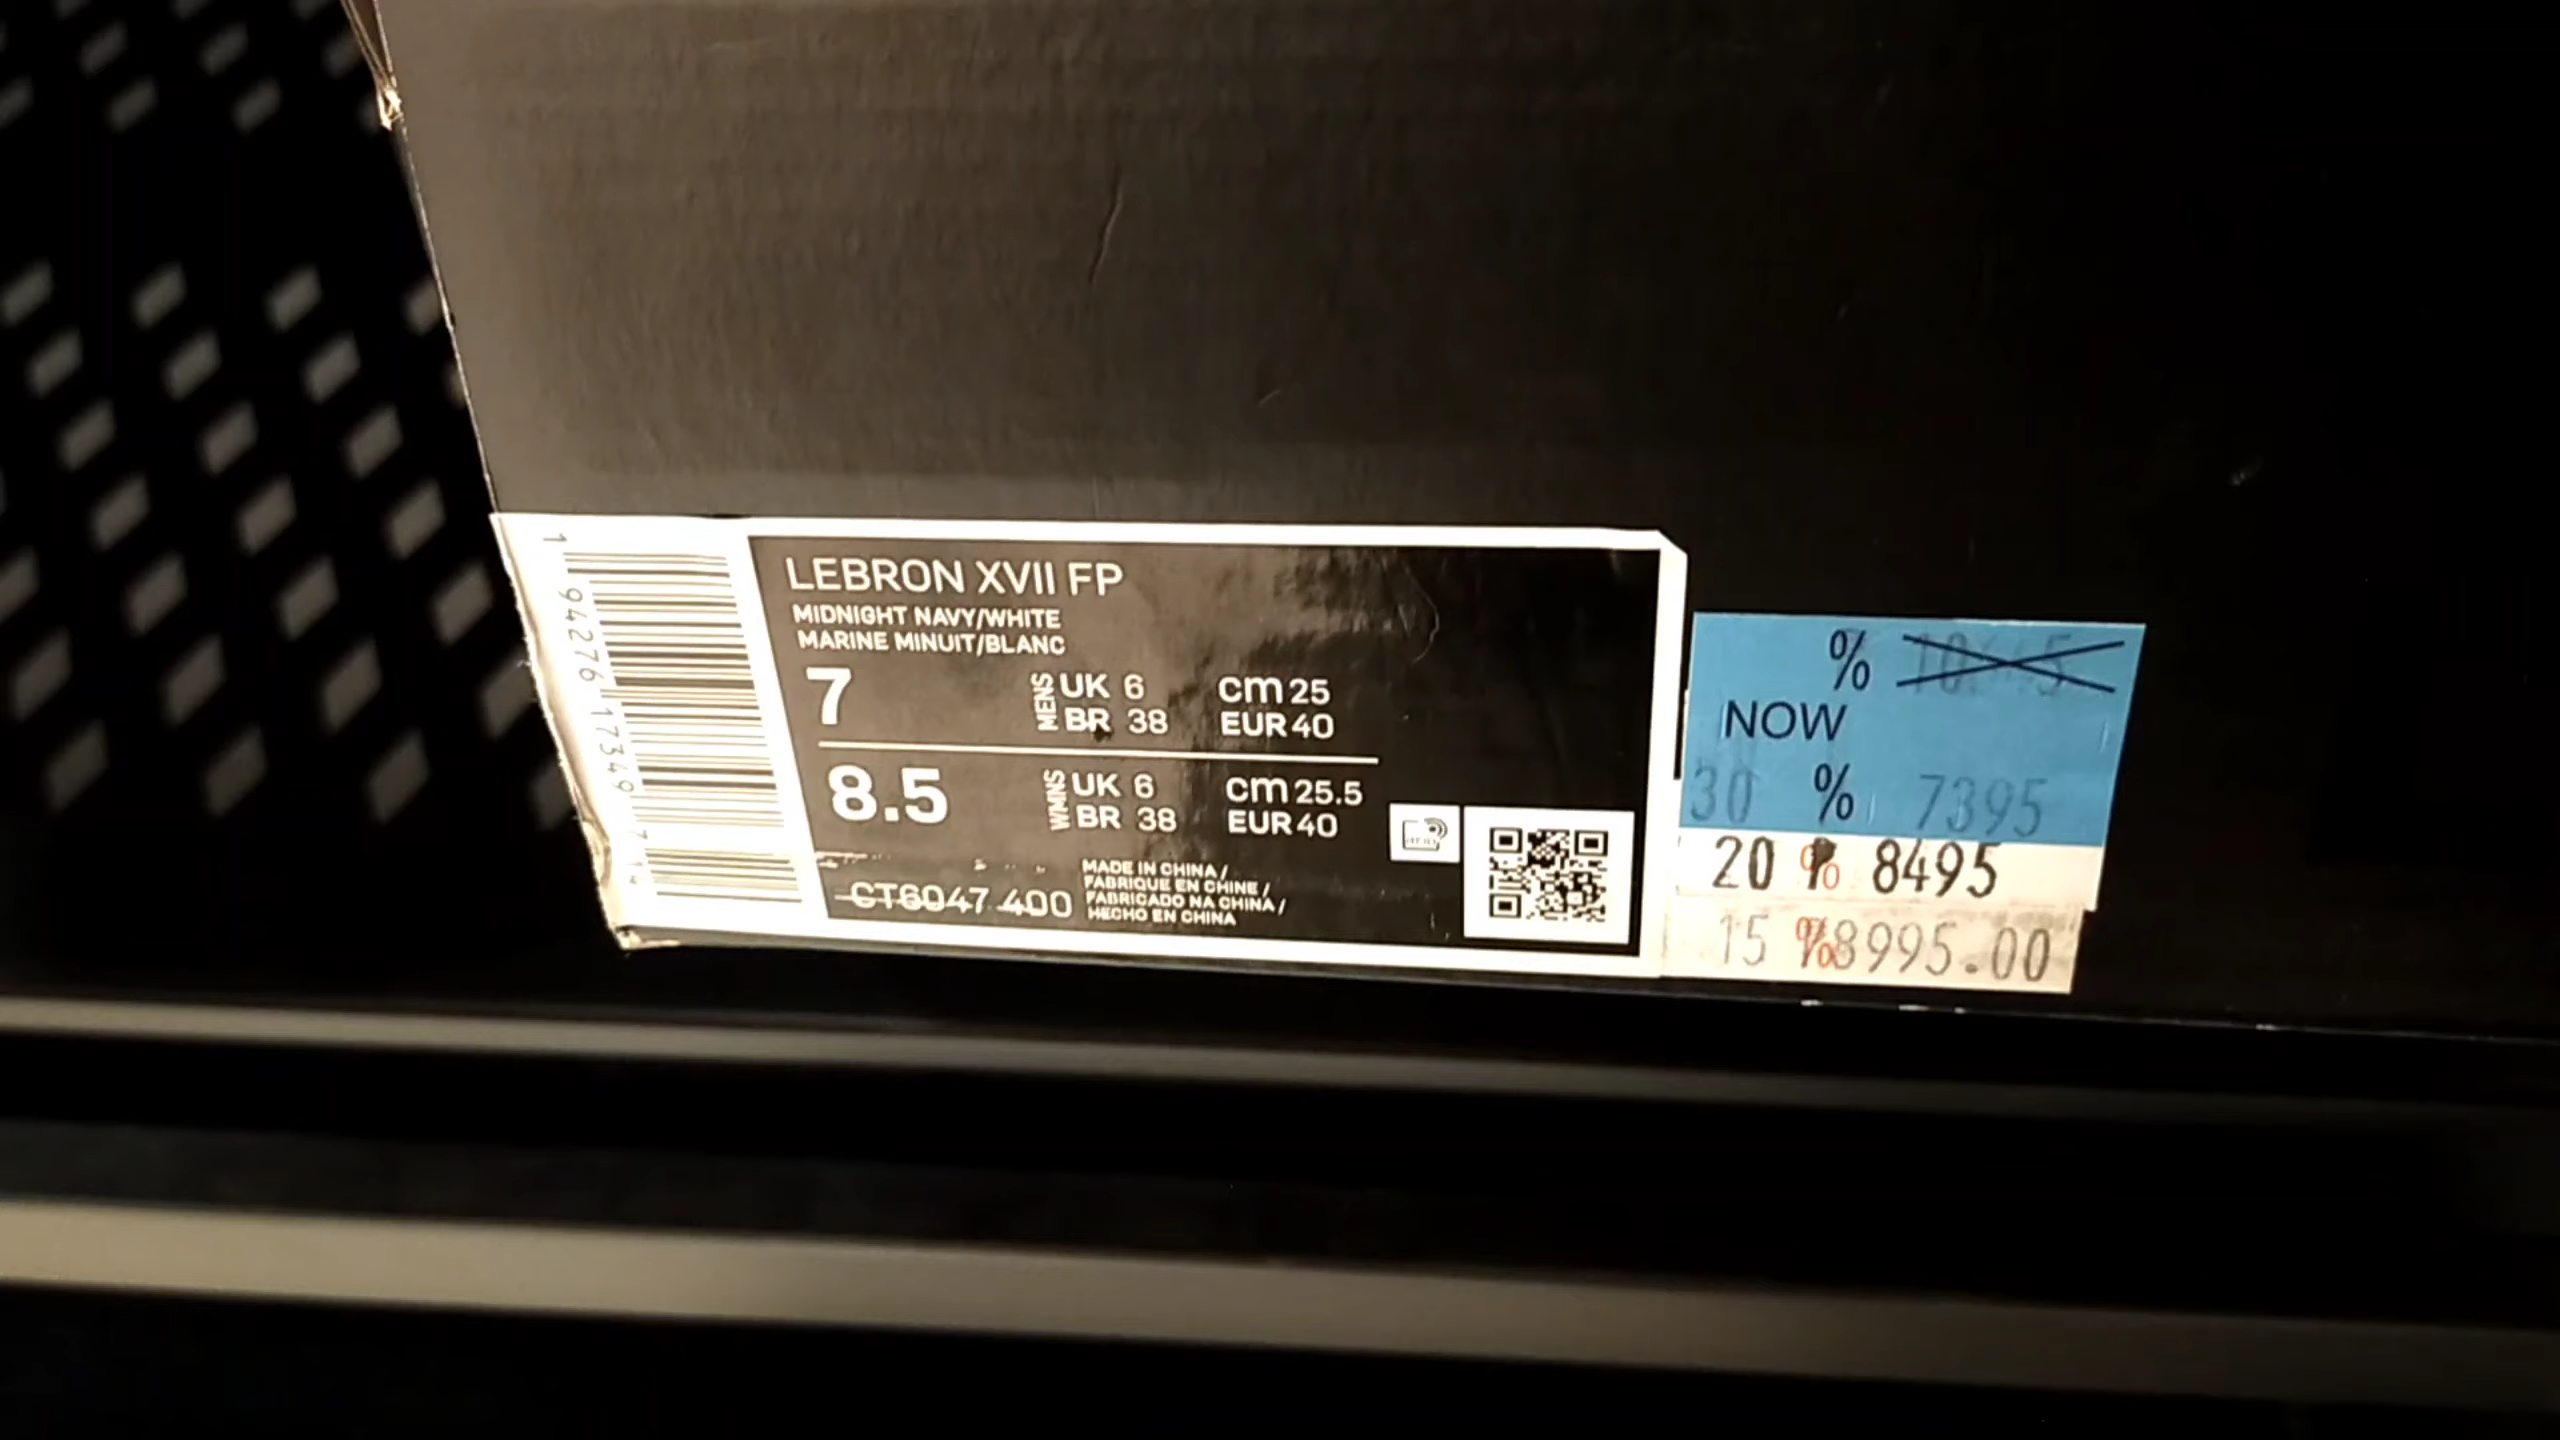 LEBRON XVII FP
MIDNIGHT NAVY/WHITE
MARINE MINUIT/BLANC
7 MENS UK 6 cm 25
BR 38 EUR 40
8.5 WMNS UK 6 cm 25.5
BR 38 EUR 40
CT6047 400
MADE IN CHINA /
FABRIQUE EN CHINE /
FABRICADO NA CHINA /
HECHO EN CHINA
%
NOW
30 % 7395
20 % 8495
15 % 8995.00